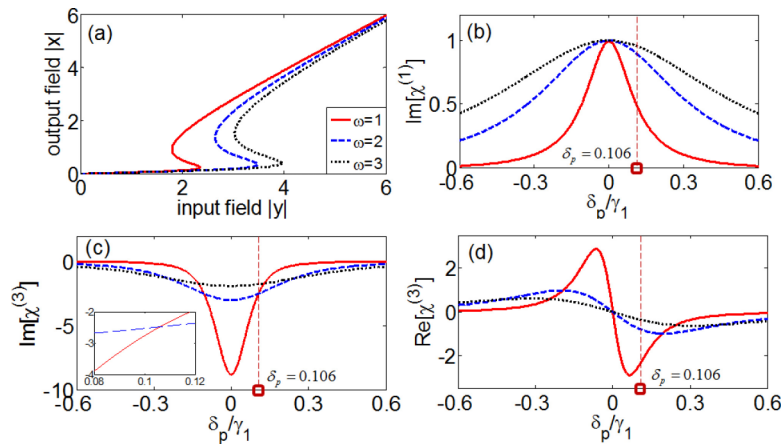 (a)
output field |x|
6
4
2
0
0
2
4
6
input field |y|
ω=1
ω=2
ω=3
(b)
Im[χ(1)]
1
0.5
0
-0.6
-0.3
0
0.3
0.6
δp/γ1
δp = 0.106
(c)
Im[χ(3)]
0
-5
-10
-0.6
-0.3
0
0.3
0.6
δp/γ1
δp = 0.106
-2
-3
-4
0.08
0.1
0.12
(d)
Re[χ(3)]
2
0
-2
-0.6
-0.3
0
0.3
0.6
δp/γ1
δp = 0.106